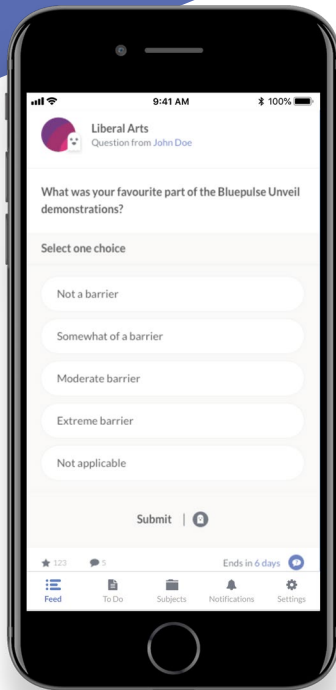 9:41 AM
100%
Liberal Arts
Question from John Doe
What was your favourite part of the Bluepulse Unveil
demonstrations?
Select one choice
Not a barrier
Somewhat of a barrier
Moderate barrier
Extreme barrier
Not applicable
Submit |
123 5 Ends in 6 days
Feed To Do Subjects Notifications Settings